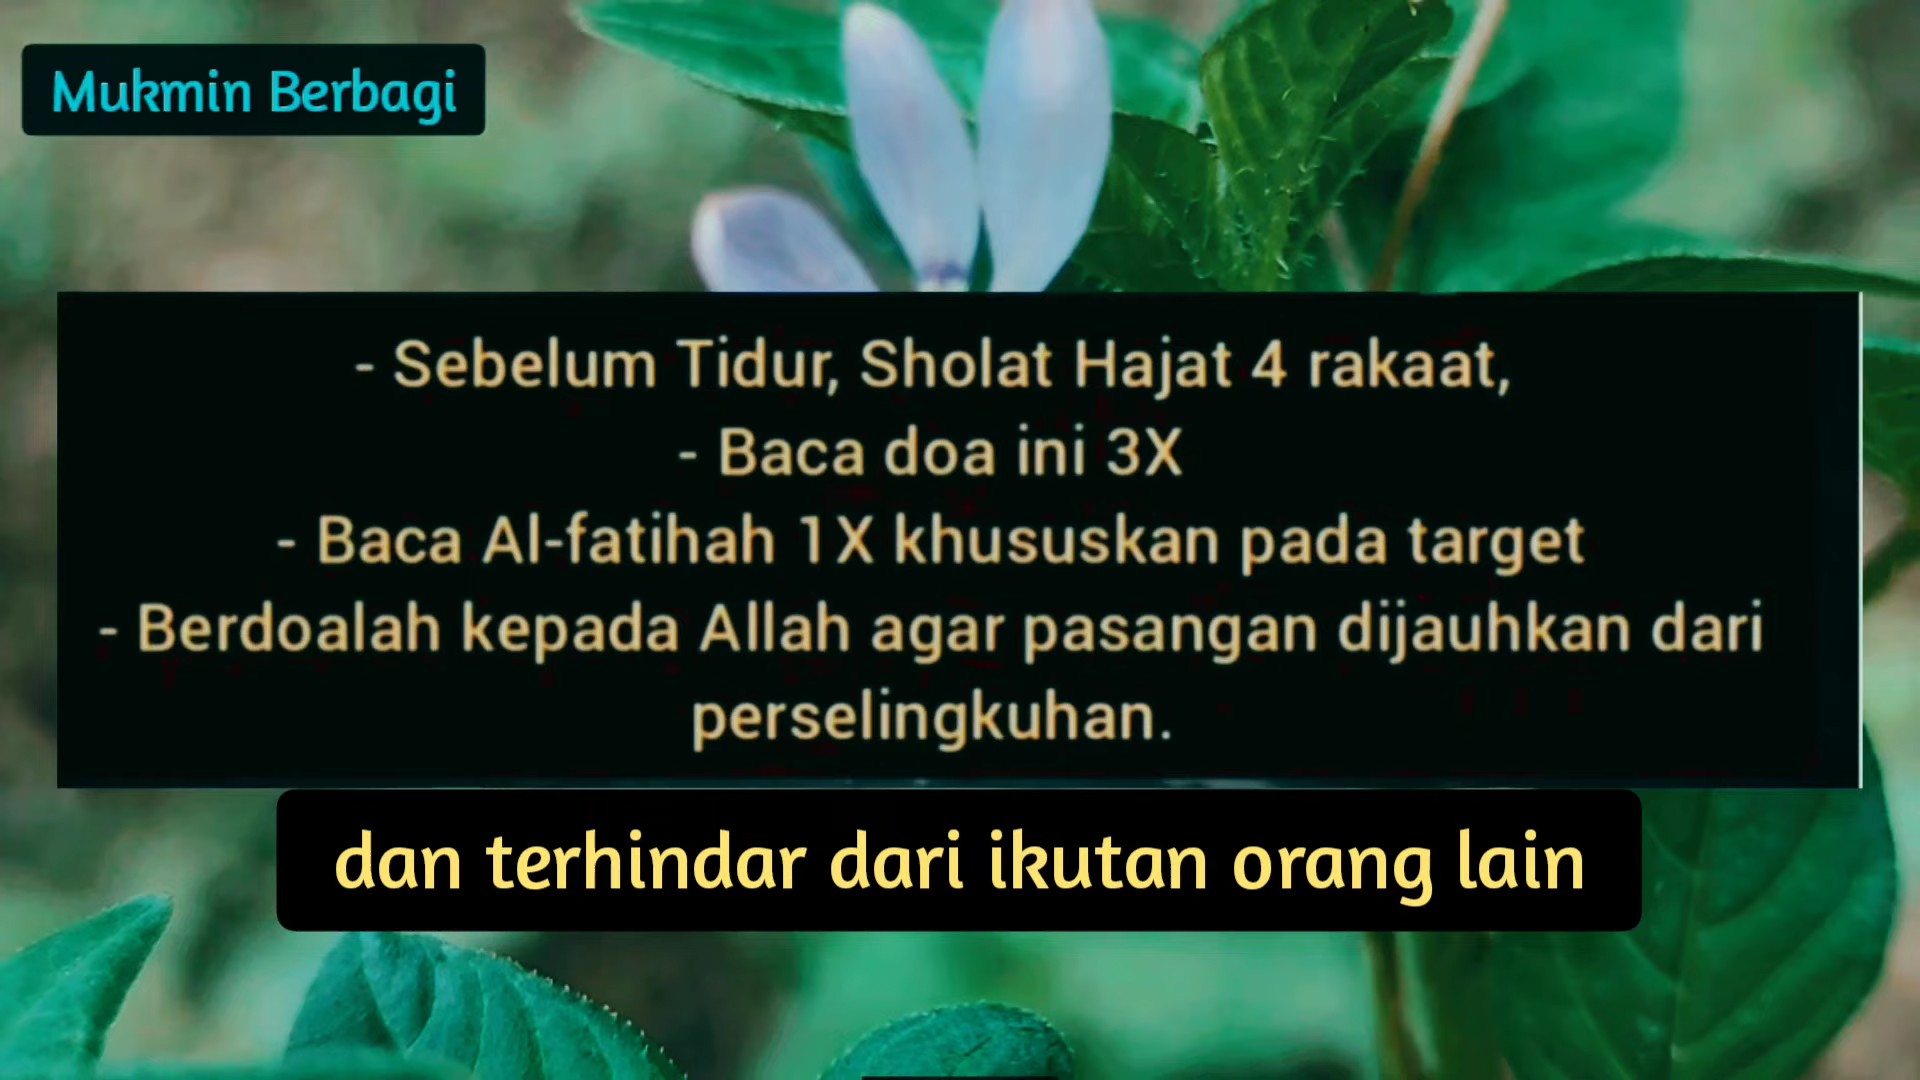 Mukmin Berbagi
- Sebelum Tidur, Sholat Hajat 4 rakaat,
- Baca doa ini 3X
- Baca Al-fatihah 1X khususkan pada target
- Berdoalah kepada Allah agar pasangan dijauhkan dari
perselingkuhan.
dan terhindar dari ikutan orang lain